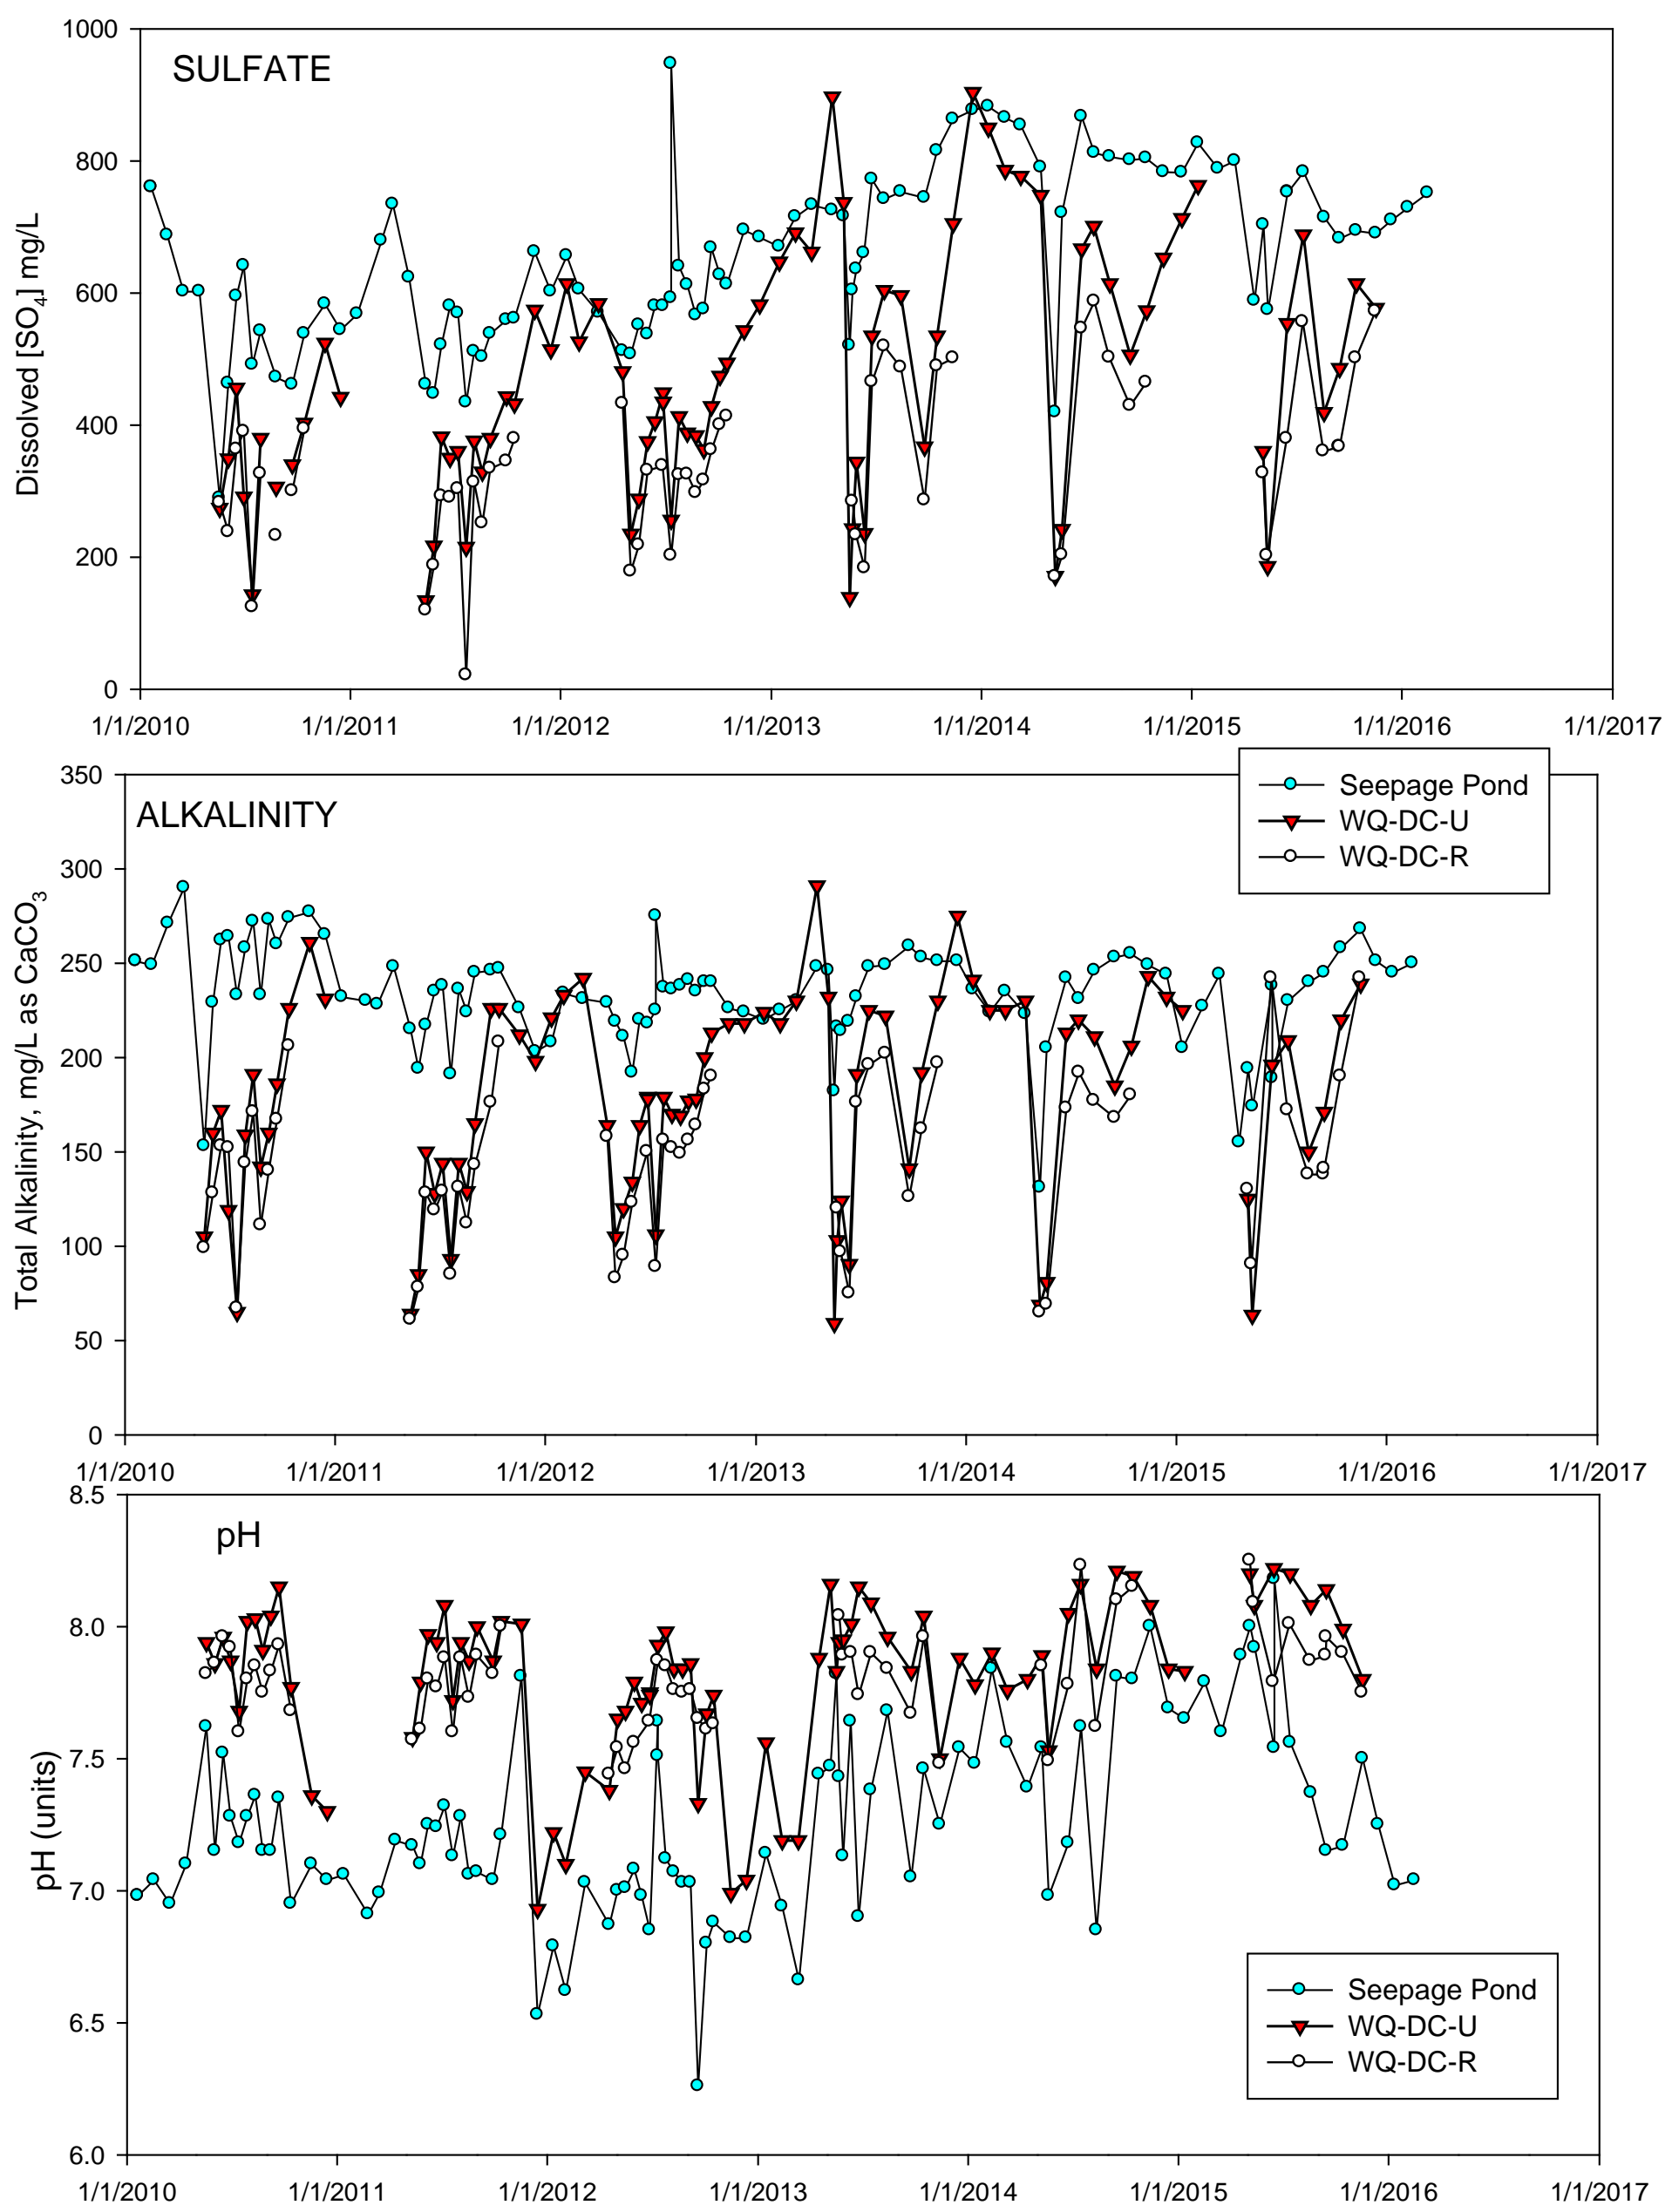 SULFATE
Dissolved [SO4] mg/L
1000
800
600
400
200
0
1/1/2010 1/1/2011 1/1/2012 1/1/2013 1/1/2014 1/1/2015 1/1/2016 1/1/2017
ALKALINITY
Total Alkalinity, mg/L as CaCO3
350
300
250
200
150
100
50
0
Seepage Pond
WQ-DC-U
WQ-DC-R
1/1/2010 1/1/2011 1/1/2012 1/1/2013 1/1/2014 1/1/2015 1/1/2016 1/1/2017
pH
pH (units)
8.5
8.0
7.5
7.0
6.5
6.0
Seepage Pond
WQ-DC-U
WQ-DC-R
1/1/2010 1/1/2011 1/1/2012 1/1/2013 1/1/2014 1/1/2015 1/1/2016 1/1/2017